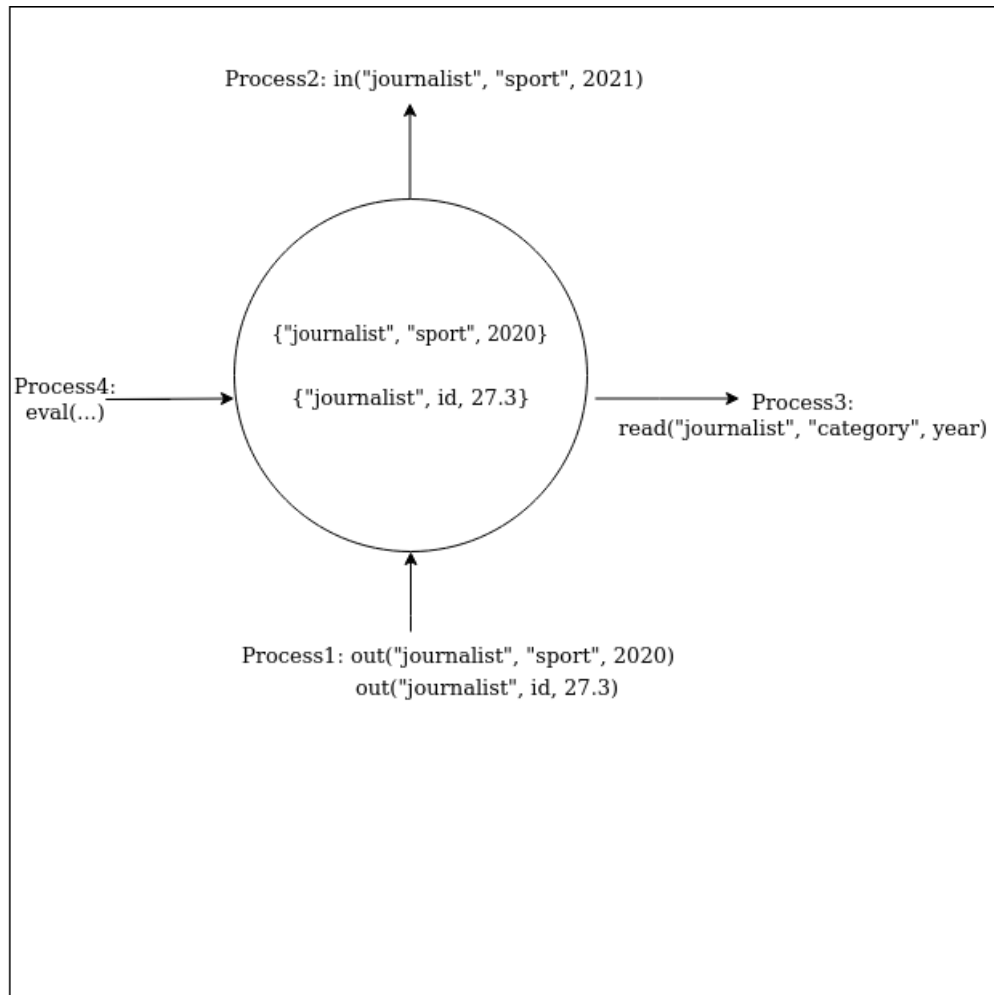 Process2: in("journalist", "sport", 2021)
{"journalist", "sport", 2020}
{"journalist", id, 27.3}
Process4:
eval(...)
Process3:
read("journalist", "category", year)
Process1: out("journalist", "sport", 2020)
out("journalist", id, 27.3)